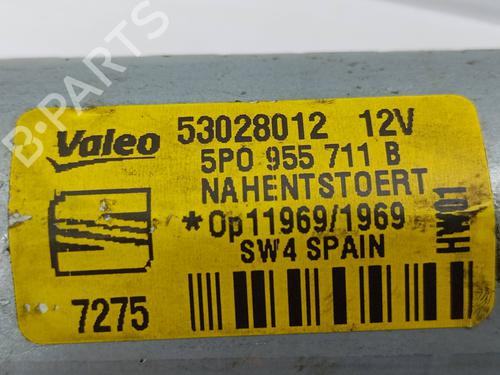 B-PARTS
Valeo
53028012 12V
5P0 955 711 B
NAHENTSTOERT
*Op11969/1969
SW4 SPAIN
7275
HW01